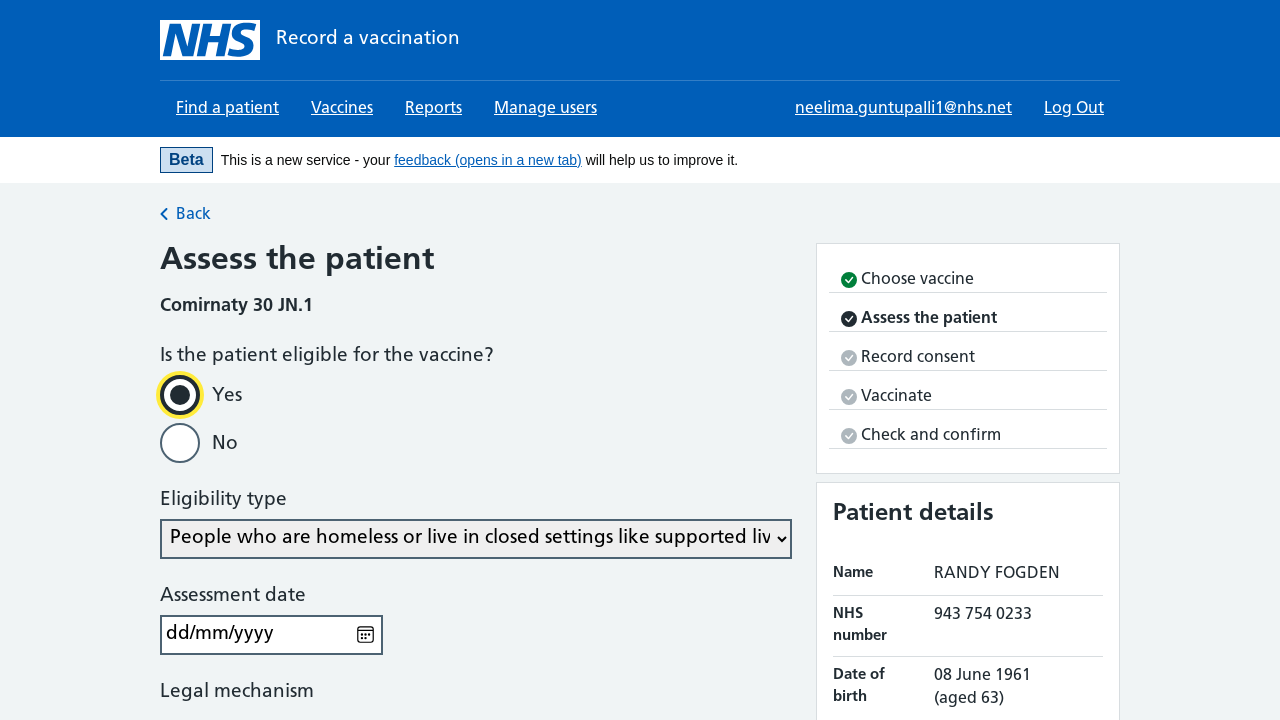 NHS Record a vaccination
Find a patient Vaccines Reports Manage users neelima.guntupalli1@nhs.net Log Out
Beta This is a new service - your feedback (opens in a new tab) will help us to improve it.
Back
Assess the patient
Comirnaty 30 JN.1
Is the patient eligible for the vaccine?
Yes
No
Eligibility type
People who are homeless or live in closed settings like supported liv
Assessment date
dd/mm/yyyy
Legal mechanism
Choose vaccine
Assess the patient
Record consent
Vaccinate
Check and confirm
Patient details
Name RANDY FOGDEN
NHS number 943 754 0233
Date of birth 08 June 1961 (aged 63)